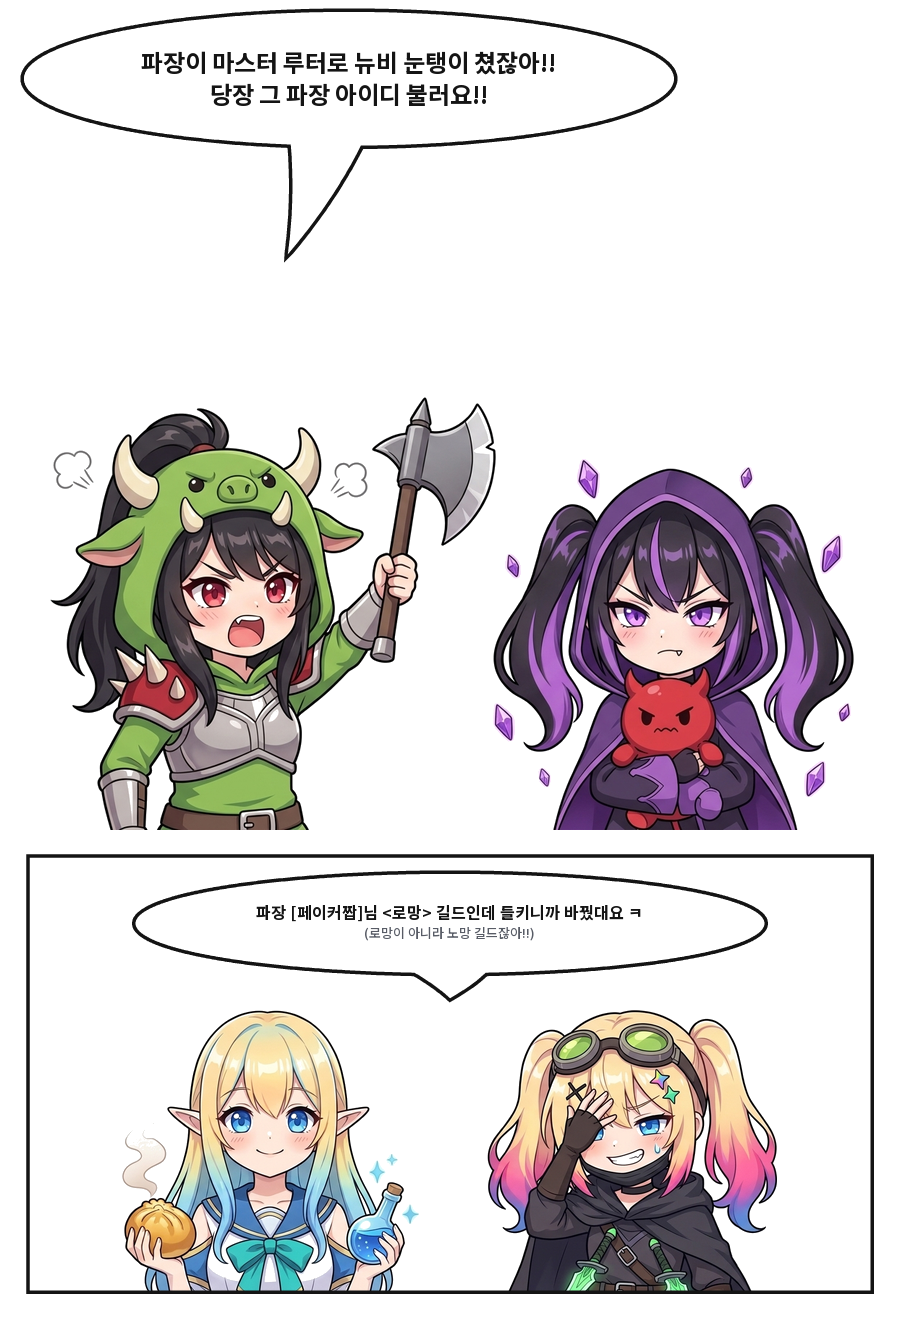 파장이 마스터 루터로 뉴비 눈탱이 쳤잖아!!
당장 그 파장 아이디 불러요!!
파장 [페이커짭]님 <로망> 길드인데 들키니까 바꿨대요 ㅋ
(로망이 아니라 노망 길드잖아!!)